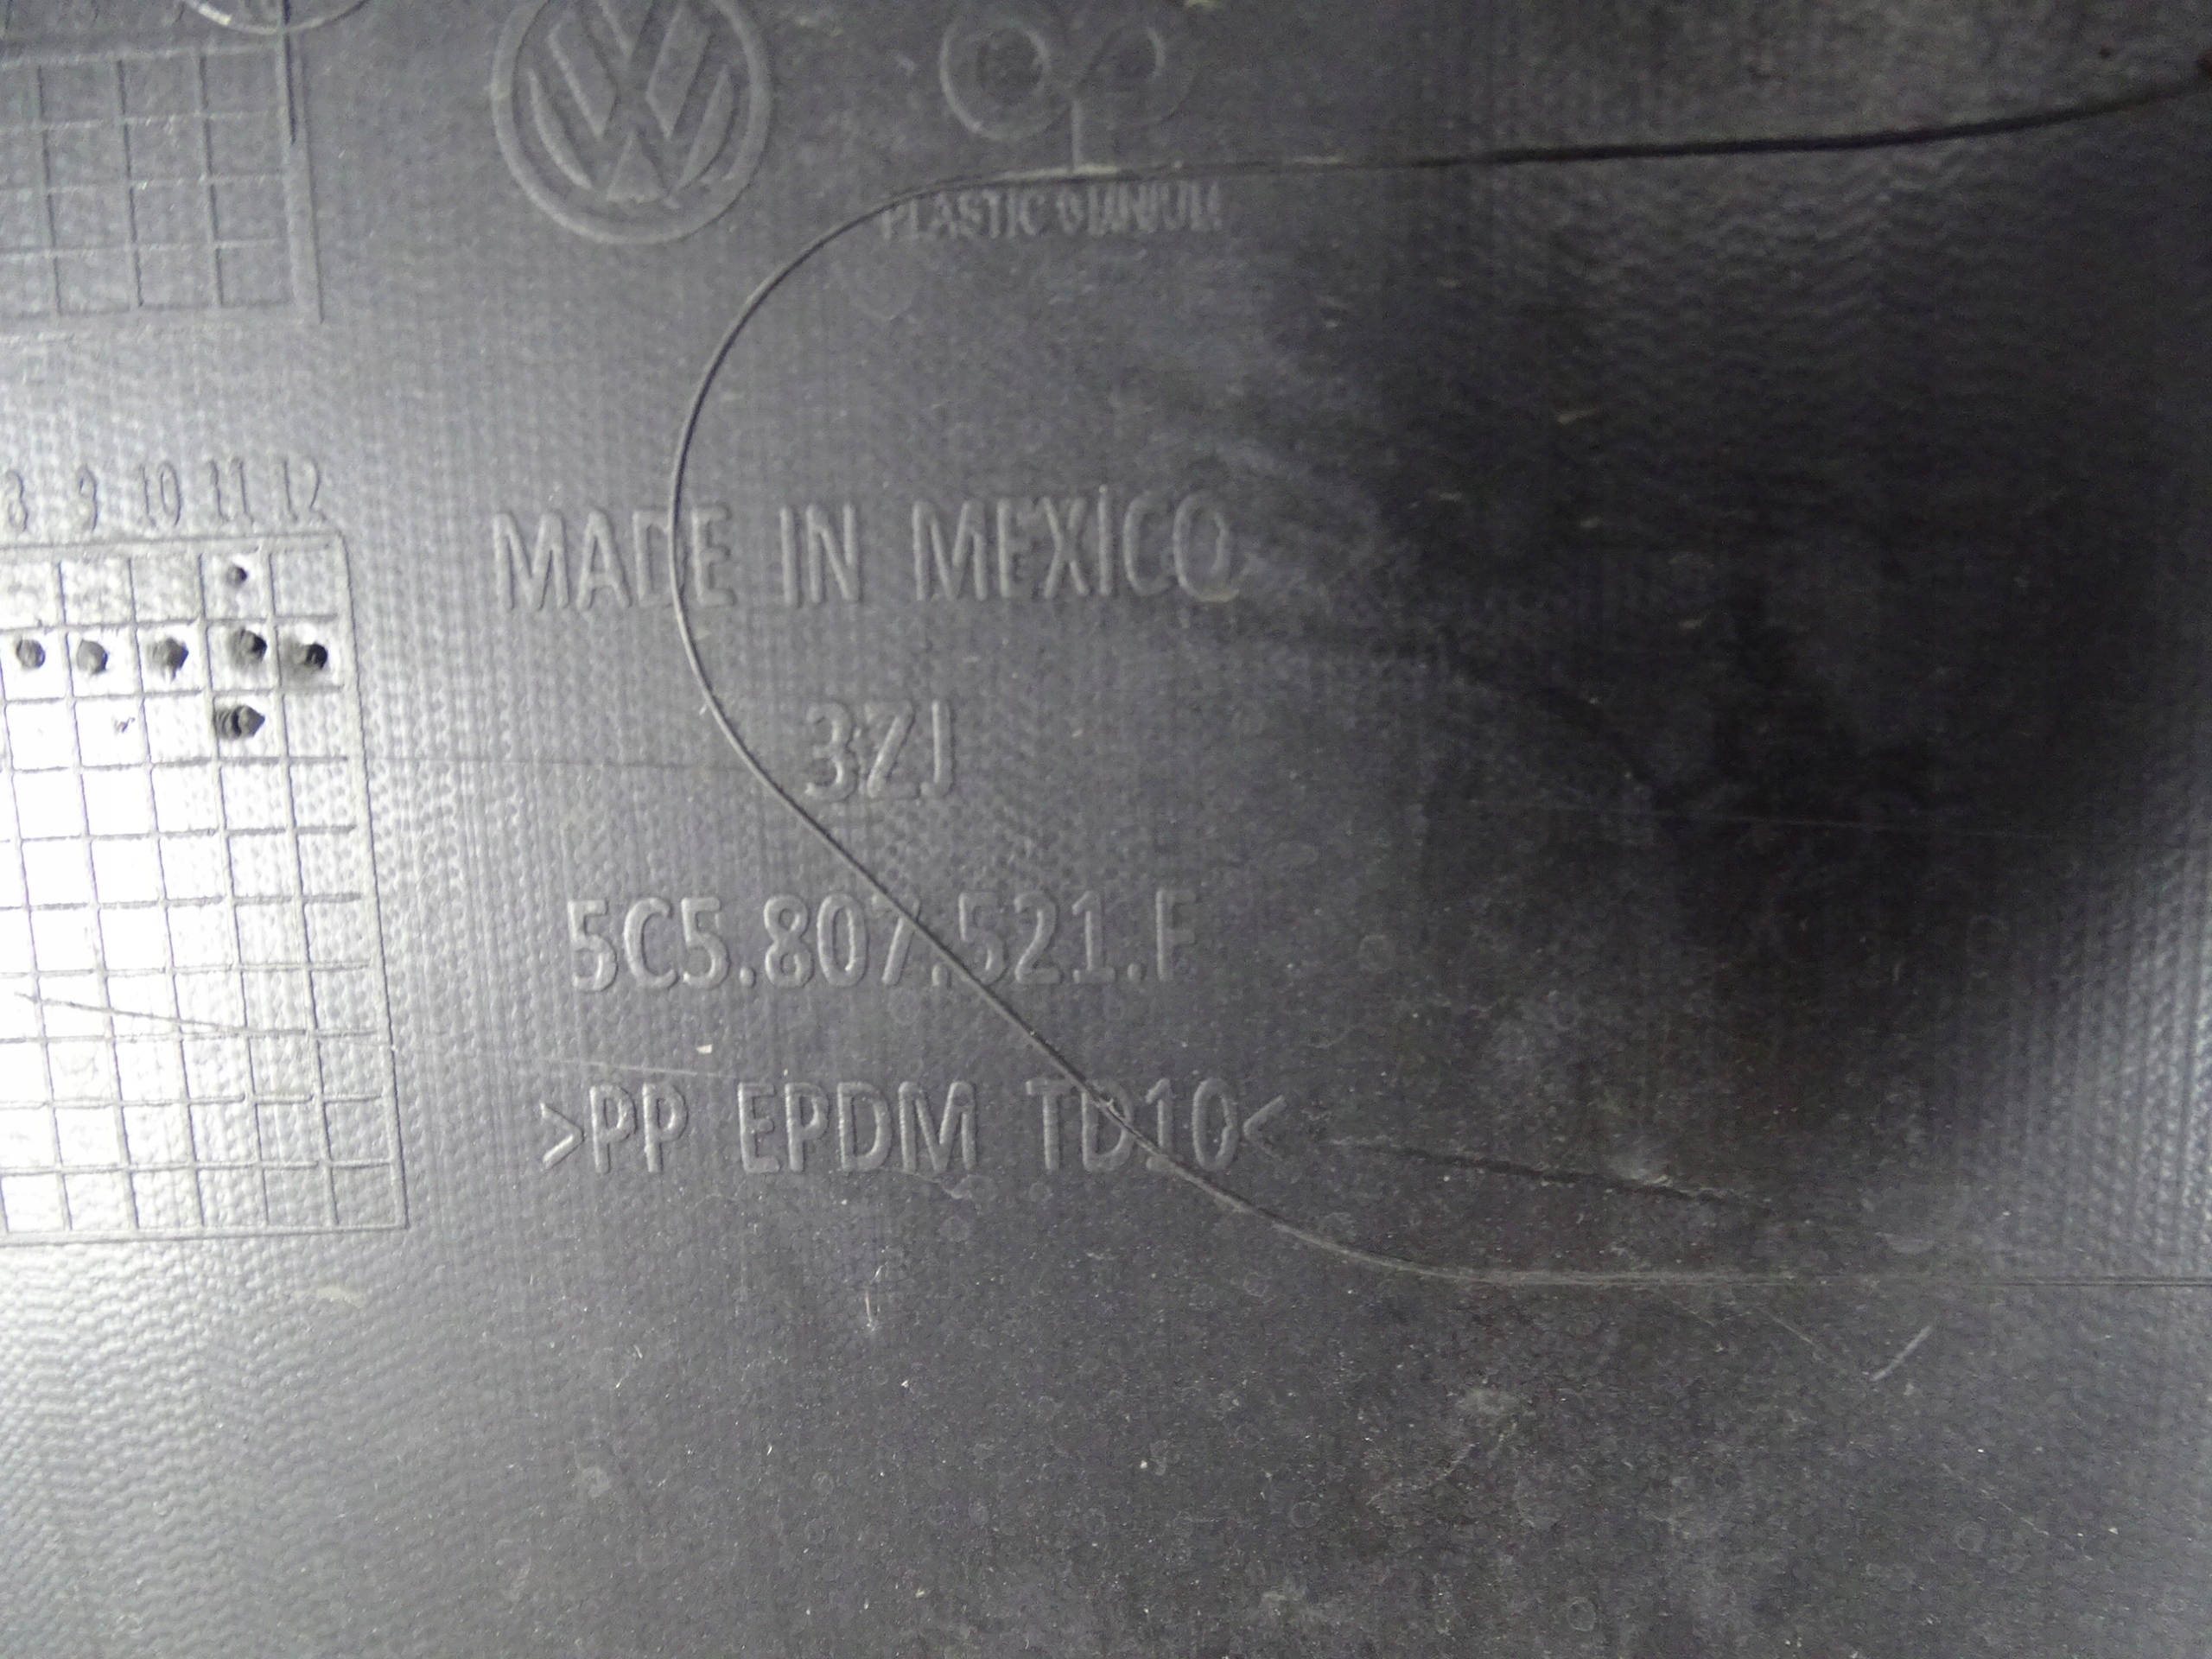 PLASTIC OMNIUM
8 9 10 11 12
MADE IN MEXICO
3ZJ
5C5.807.521.F
>PP EPDM TD10<